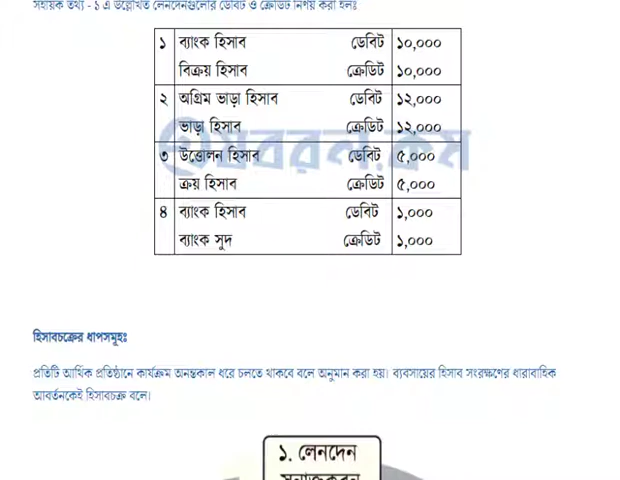 সহায়ক তথ্য - ১ এ উল্লেখিত লেনদেনগুলোর ডেবিট ও ক্রেডিট নির্ণয় করা হলঃ
১ ব্যাংক হিসাব ডেবিট ১০,০০০
বিক্রয় হিসাব ক্রেডিট ১০,০০০
২ অগ্রিম ভাড়া হিসাব ডেবিট ১২,০০০
ভাড়া হিসাব ক্রেডিট ১২,০০০
৩ উত্তোলন হিসাব ডেবিট ৫,০০০
ক্রয় হিসাব ক্রেডিট ৫,০০০
৪ ব্যাংক হিসাব ডেবিট ১,০০০
ব্যাংক সুদ ক্রেডিট ১,০০০
হিসাবচক্রের ধাপসমূহঃ
প্রতিটি আর্থিক প্রতিষ্ঠানে কার্যক্রম অনন্তকাল ধরে চলতে থাকবে বলে অনুমান করা হয়। ব্যবসায়ের হিসাব সংরক্ষণের ধারাবাহিক
আবর্তনকেই হিসাবচক্র বলে।
১. লেনদেন